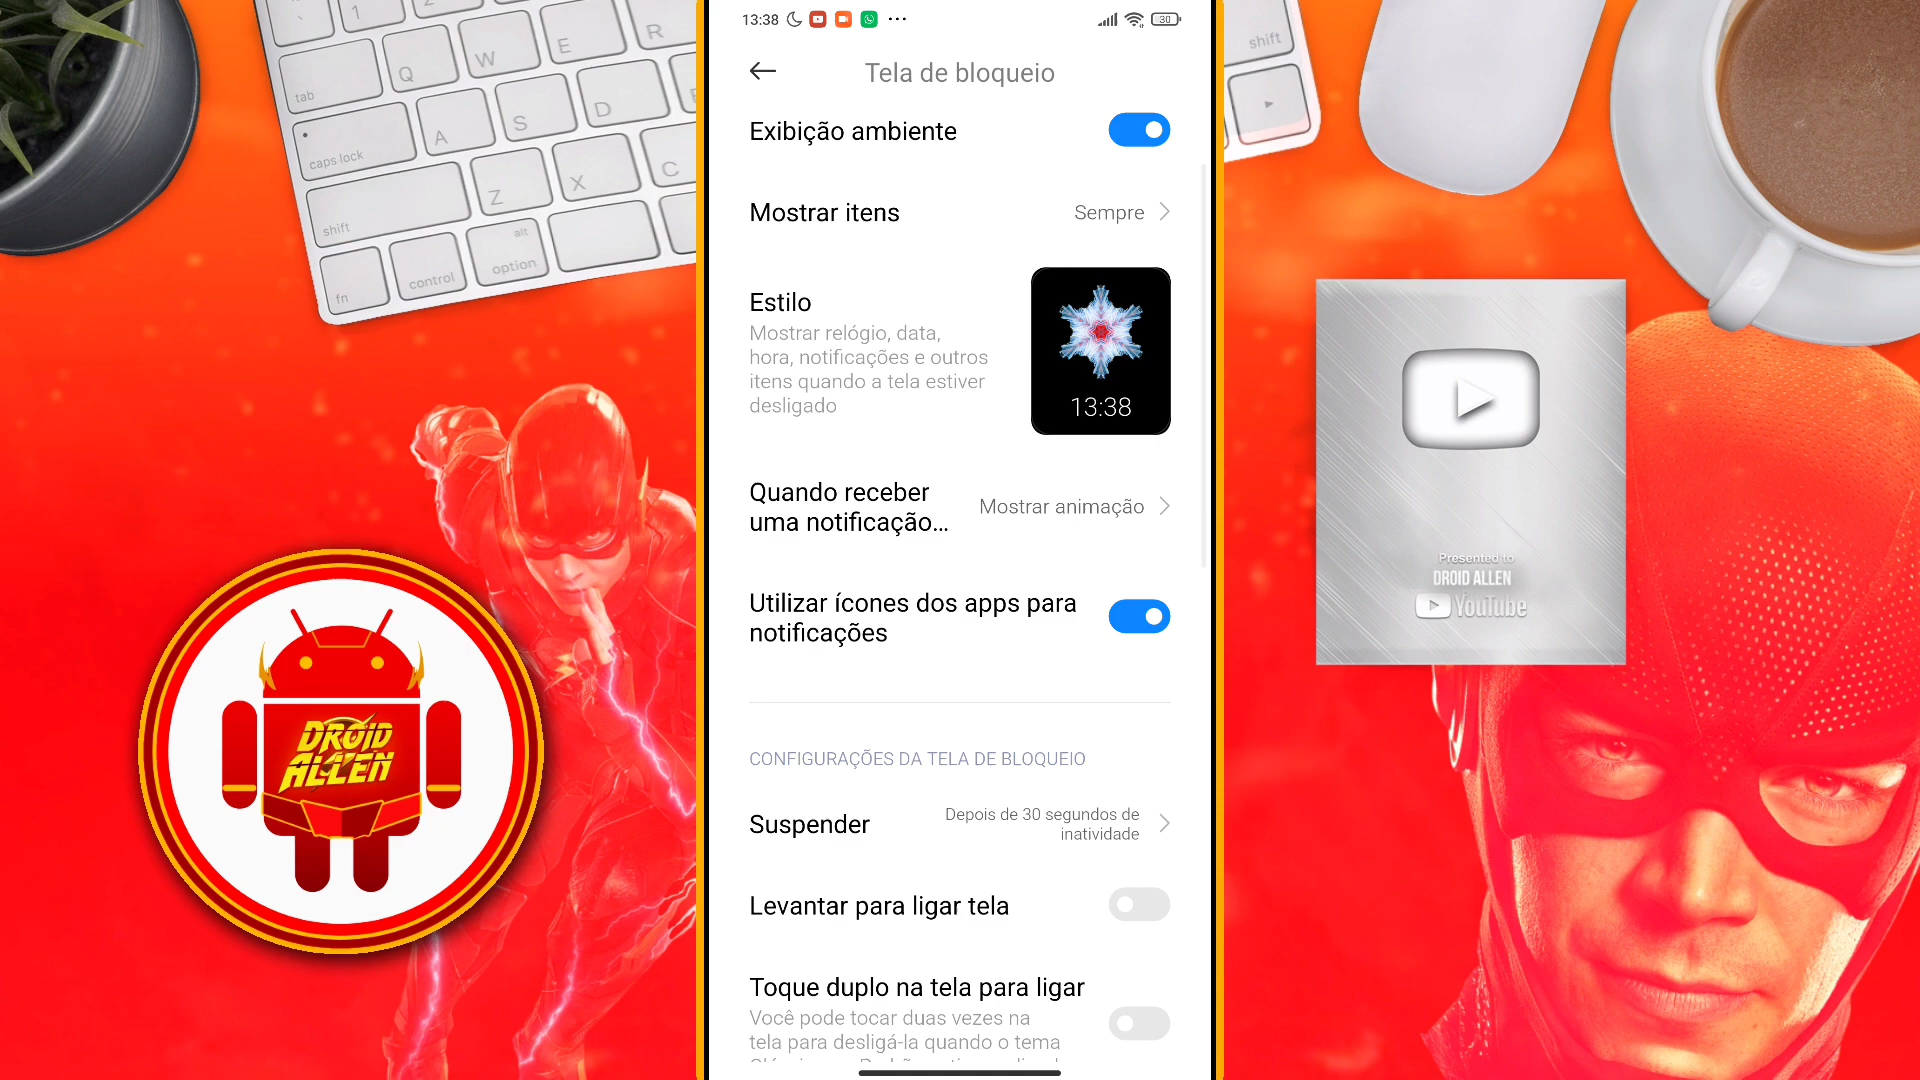 1
2
Q
W
E
R
tab
A
S
D
caps lock
Z
X
C
shift
alt
fn
control
option
DROID
ALLEN
13:38
30
Tela de bloqueio
Exibição ambiente
Mostrar itens
Sempre
Estilo
Mostrar relógio, data,
hora, notificações e outros
itens quando a tela estiver
desligado
13:38
Quando receber
uma notificação...
Mostrar animação
Utilizar ícones dos apps para
notificações
CONFIGURAÇÕES DA TELA DE BLOQUEIO
Suspender
Depois de 30 segundos de
inatividade
Levantar para ligar tela
Toque duplo na tela para ligar
Você pode tocar duas vezes na
tela para desligá-la quando o tema
shift
Presented to
DROID ALLEN
YouTube